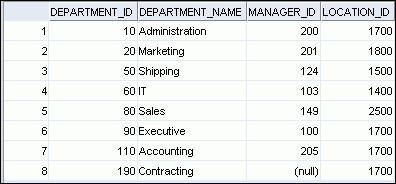 DEPARTMENT_ID DEPARTMENT_NAME MANAGER_ID LOCATION_ID
1 10 Administration 200 1700
2 20 Marketing 201 1800
3 50 Shipping 124 1500
4 60 IT 103 1400
5 80 Sales 149 2500
6 90 Executive 100 1700
7 110 Accounting 205 1700
8 190 Contracting (null) 1700